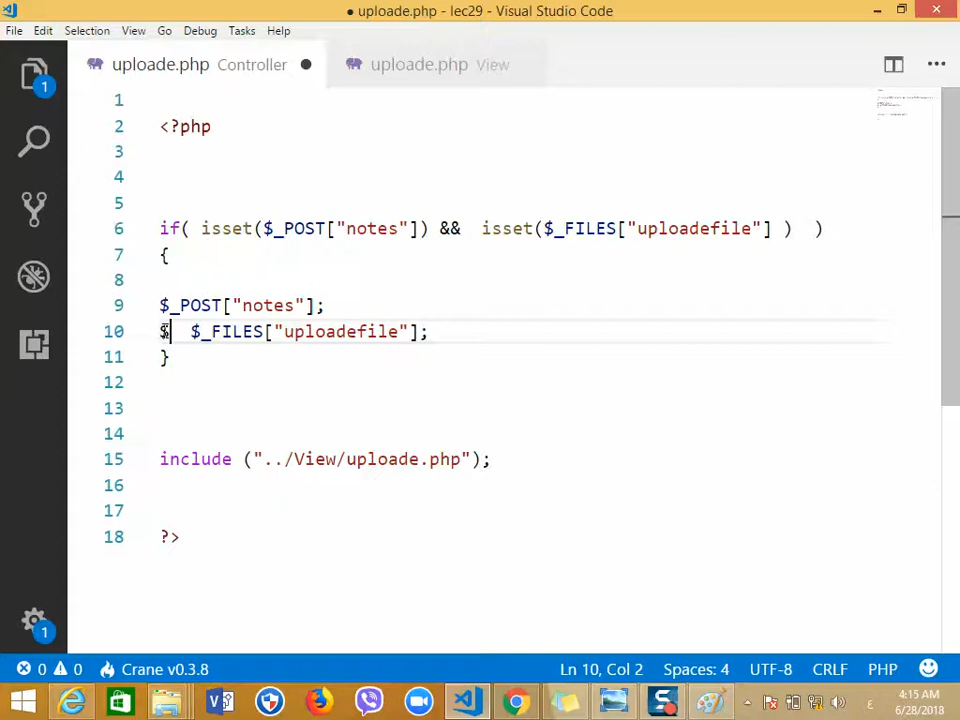 ● uploade.php - lec29 - Visual Studio Code
File Edit Selection View Go Debug Tasks Help
uploade.php Controller ●
uploade.php View
1
2 <?php
3
4
5
6 if( isset($_POST["notes"]) && isset($_FILES["uploadefile"] ) )
7 {
8
9 $_POST["notes"];
10 $ $_FILES["uploadefile"];
11 }
12
13
14
15 include ("../View/uploade.php");
16
17
18 ?>
1
1
0 0 Crane v0.3.8 Ln 10, Col 2 Spaces: 4 UTF-8 CRLF PHP
ع 4:15 AM
6/28/2018